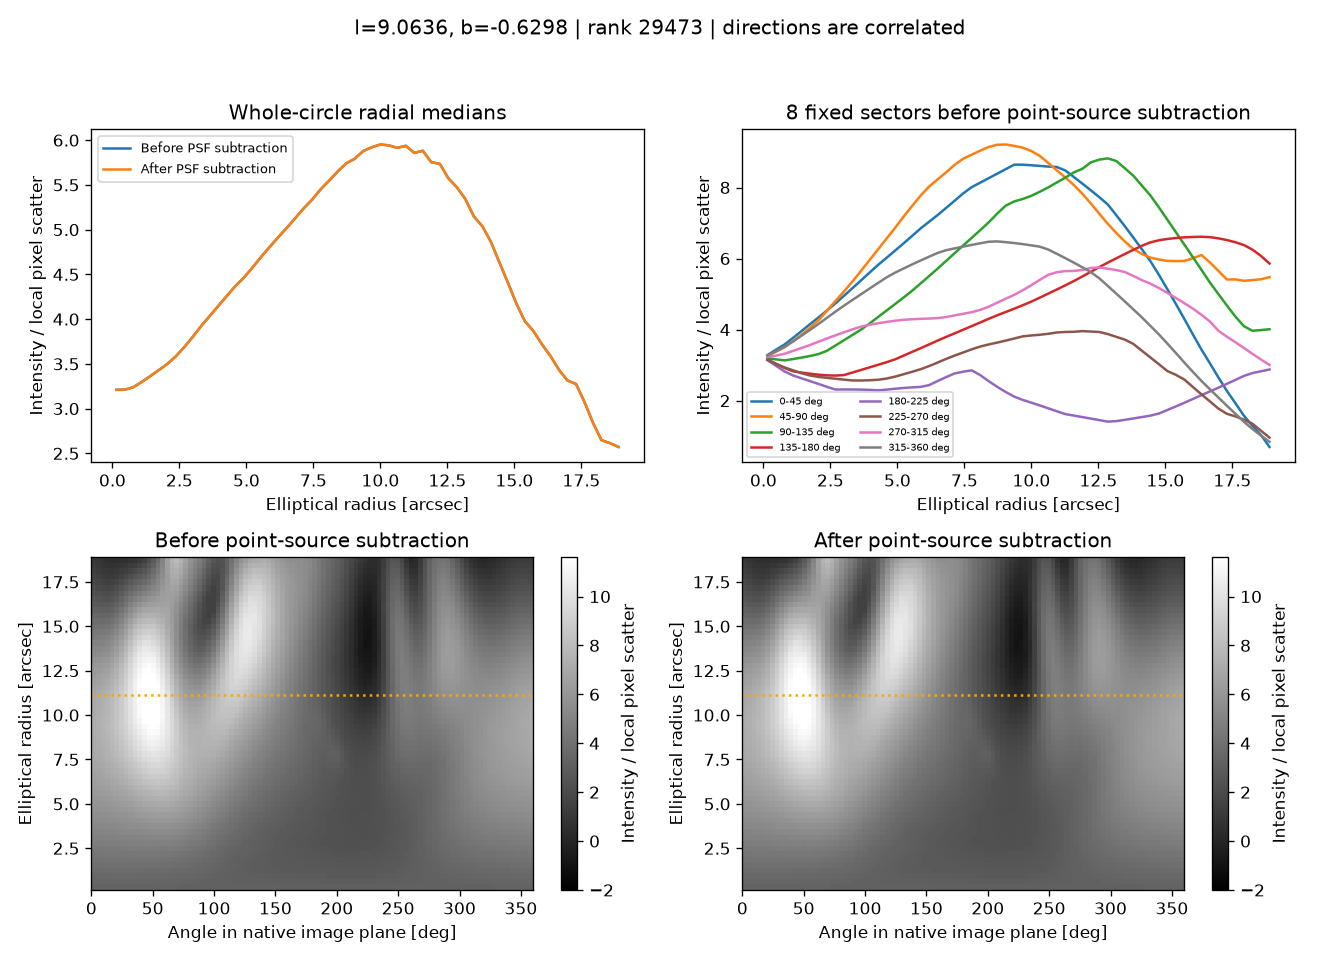 l=9.0636, b=-0.6298 | rank 29473 | directions are correlated
Whole-circle radial medians
6.0
5.5
5.0
4.5
4.0
3.5
3.0
2.5
Intensity / local pixel scatter
Before PSF subtraction
After PSF subtraction
0.0 2.5 5.0 7.5 10.0 12.5 15.0 17.5
Elliptical radius [arcsec]
8 fixed sectors before point-source subtraction
8
6
4
2
Intensity / local pixel scatter
0-45 deg 180-225 deg
45-90 deg 225-270 deg
90-135 deg 270-315 deg
135-180 deg 315-360 deg
0.0 2.5 5.0 7.5 10.0 12.5 15.0 17.5
Elliptical radius [arcsec]
Before point-source subtraction
17.5
15.0
12.5
10.0
7.5
5.0
2.5
Elliptical radius [arcsec]
0 50 100 150 200 250 300 350
Angle in native image plane [deg]
10
8
6
4
2
0
−2
Intensity / local pixel scatter
After point-source subtraction
17.5
15.0
12.5
10.0
7.5
5.0
2.5
Elliptical radius [arcsec]
0 50 100 150 200 250 300 350
Angle in native image plane [deg]
10
8
6
4
2
0
−2
Intensity / local pixel scatter